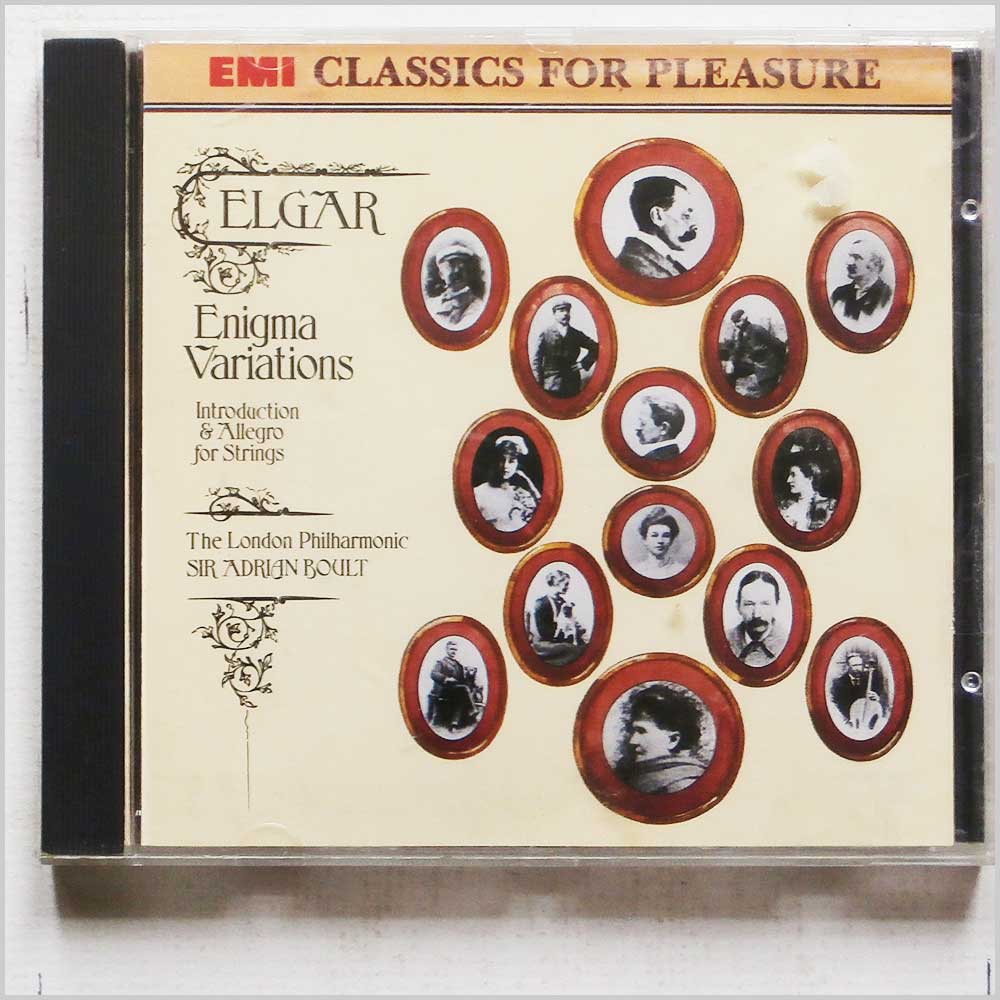 EMI CLASSICS FOR PLEASURE
ELGAR
Enigma
Variations
Introduction
& Allegro
for Strings
The London Philharmonic
SIR ADRIAN BOULT